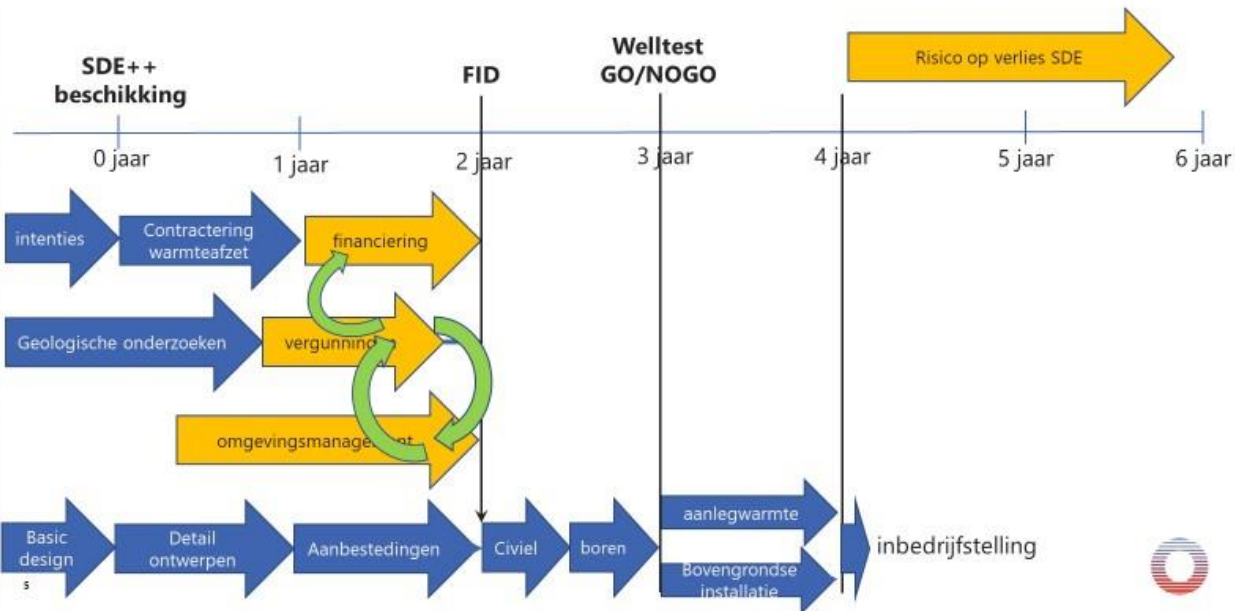 Risico op verlies SDE
Welltest
GO/NOGO
SDE++
beschikking
FID
0 jaar
1 jaar
2 jaar
3 jaar
4 jaar
5 jaar
6 jaar
intenties
Contractering
warmteafzet
financiering
Geologische onderzoeken
omgevingsmanagement
Basic
design
Detail
ontwerpen
Aanbestedingen
Civiel
boren
aanlegwarmte
Bovengrondse
installatie
inbedrijfstelling
5